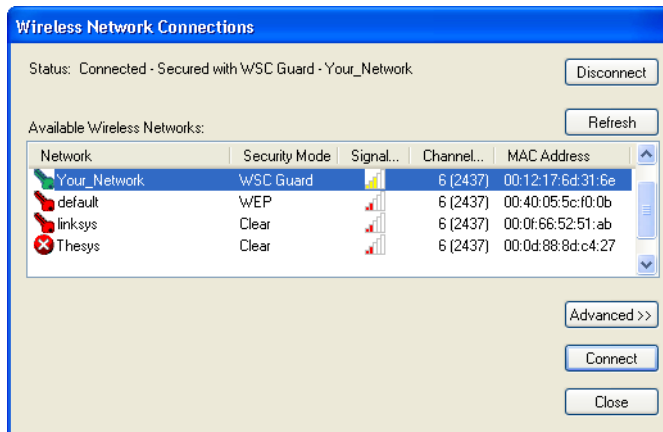 Wireless Network Connections
Status: Connected - Secured with WSC Guard - Your_Network
Disconnect
Refresh
Available Wireless Networks:
Network Security Mode Signal... Channel... MAC Address
Your_Network WSC Guard 6 (2437) 00:12:17:6d:31:6e
default WEP 6 (2437) 00:40:05:5c:f0:0b
linksys Clear 6 (2437) 00:0f:66:52:51:ab
Thesys Clear 6 (2437) 00:0d:88:8d:c4:27
Advanced >>
Connect
Close